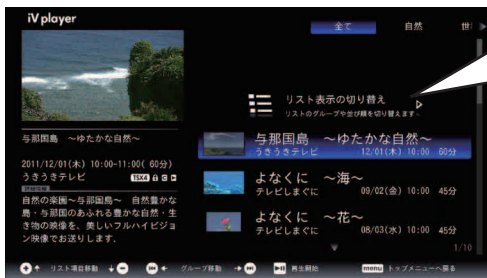 iV player
全て 自然 世
リスト表示の切り替え
リストのグループや並び順を切り替えます
与那国島 ~ゆたかな自然~
2011/12/01(木) 10:00-11:00( 60分)
うきうきテレビ TSX4
詳細情報
自然の楽園~与那国島~ 自然豊かな
島・与那国のあふれる豊かな自然・生
き物の映像を、美しいフルハイビジョ
ン映像でお送りします.
与那国島 ~ゆたかな自然~
うきうきテレビ 12/01(木) 10:00 60分
よなくに ~海~
テレビしまぐに 09/02(金) 10:00 45分
よなくに ~花~
テレビしまぐに 08/03(水) 10:00 45分
1/10
リスト項目移動 グループ移動 再生開始 menu トップメニューへ戻る